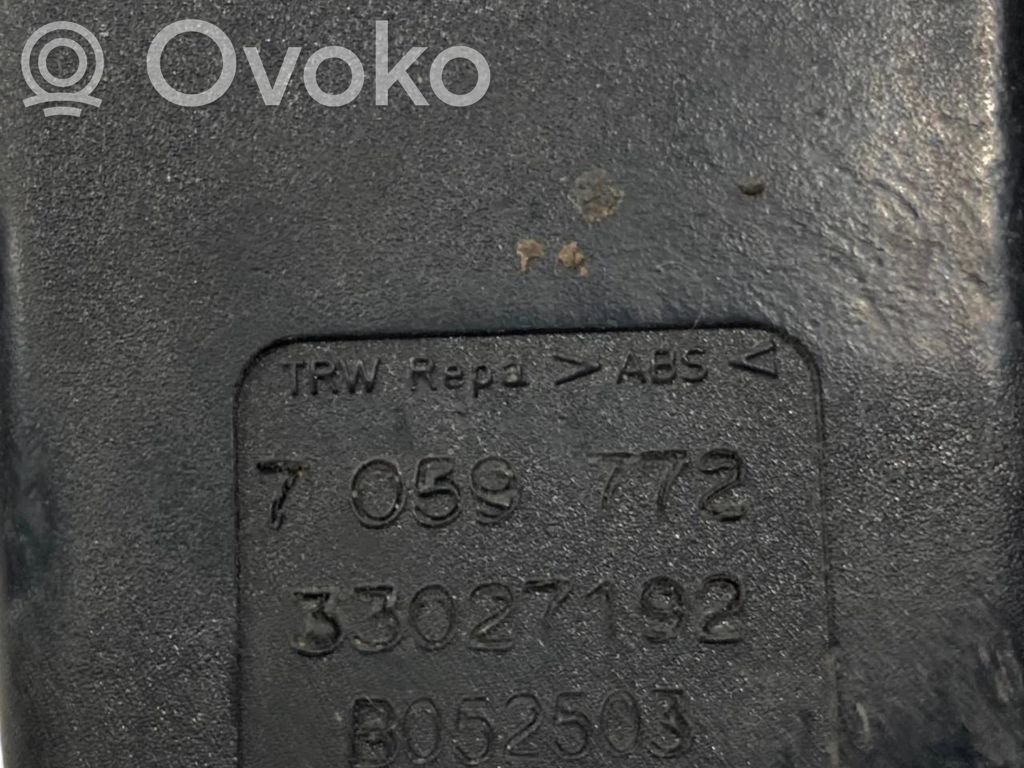 Ovoko
TRW Repa >ABS<
7 059 772
33027192
B052503